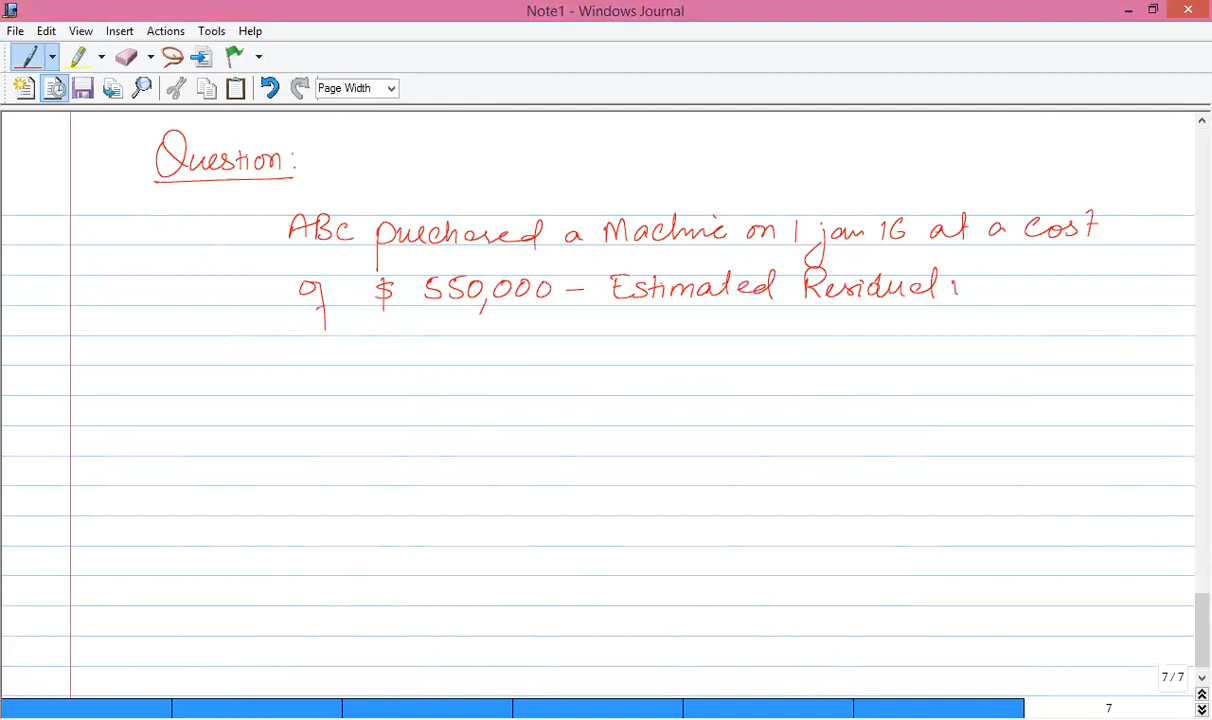 Note1 - Windows Journal
File Edit View Insert Actions Tools Help
Page Width
Question:
ABC purchased a Machine on 1 jan 16 at a Cost
of $ 550,000 - Estimated Residual
7 / 7
7